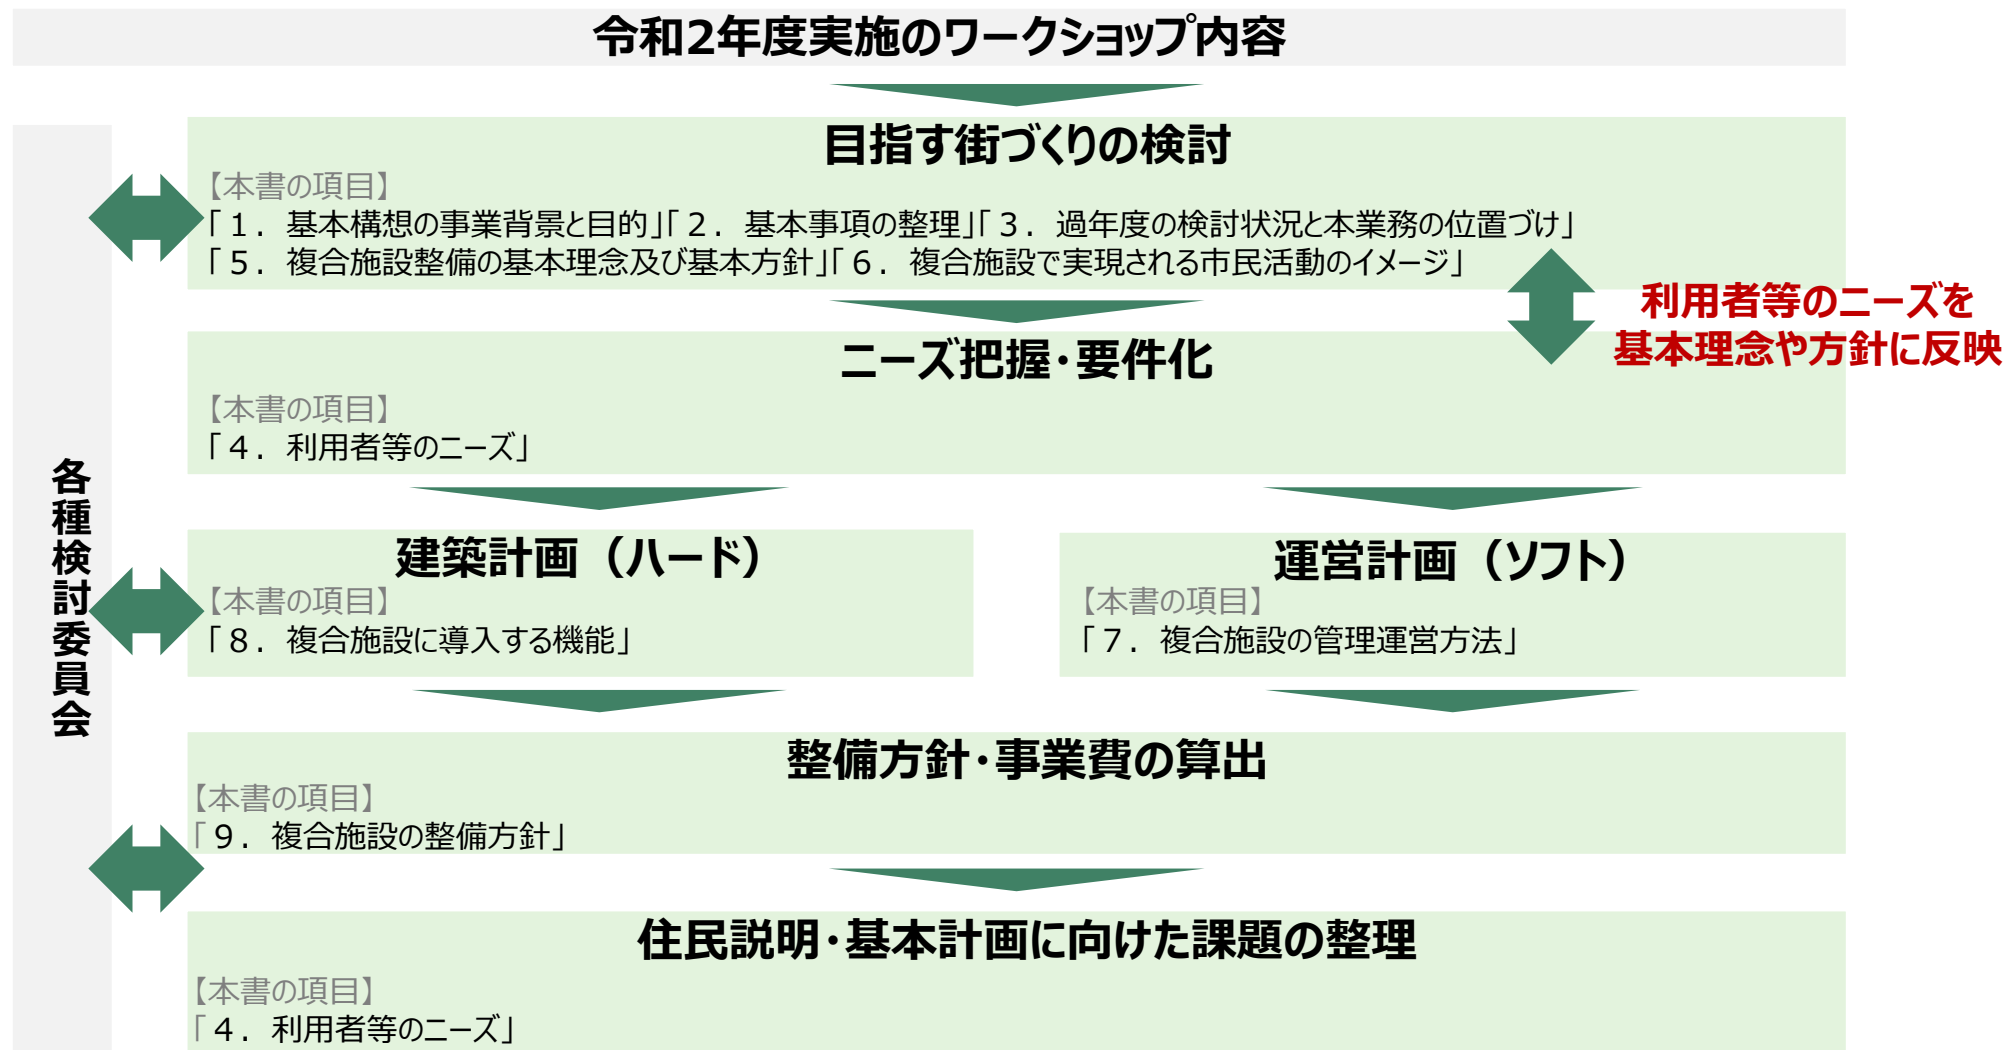 令和2年度実施のワークショップ内容
目指す街づくりの検討
【本書の項目】
「１．基本構想の事業背景と目的」「２．基本事項の整理」「３．過年度の検討状況と本業務の位置づけ」
「５．複合施設整備の基本理念及び基本方針」「６．複合施設で実現される市民活動のイメージ」
利用者等のニーズを
基本理念や方針に反映
ニーズ把握・要件化
【本書の項目】
「４．利用者等のニーズ」
各種検討委員会
建築計画（ハード）
【本書の項目】
「８．複合施設に導入する機能」
運営計画（ソフト）
【本書の項目】
「７．複合施設の管理運営方法」
整備方針・事業費の算出
【本書の項目】
「９．複合施設の整備方針」
住民説明・基本計画に向けた課題の整理
【本書の項目】
「４．利用者等のニーズ」